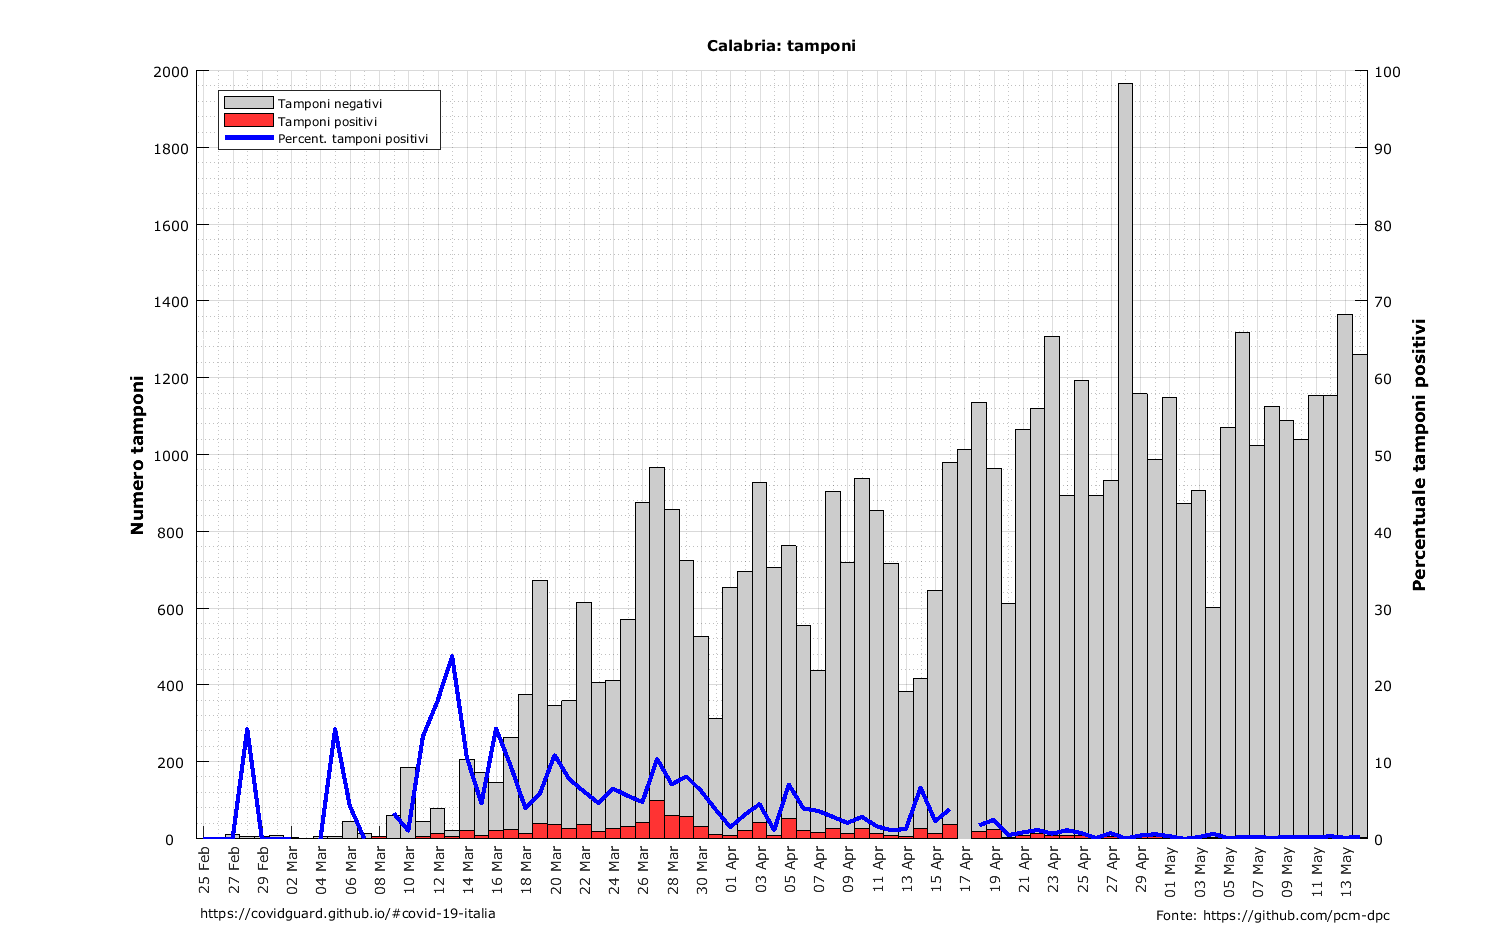 Calabria: tamponi
Tamponi negativi
Tamponi positivi
Percent. tamponi positivi
Numero tamponi
2000
1800
1600
1400
1200
1000
800
600
400
200
0
100
90
80
70
60
50
40
30
20
10
0
Percentuale tamponi positivi
25 Feb
27 Feb
29 Feb
02 Mar
04 Mar
06 Mar
08 Mar
10 Mar
12 Mar
14 Mar
16 Mar
18 Mar
20 Mar
22 Mar
24 Mar
26 Mar
28 Mar
30 Mar
01 Apr
03 Apr
05 Apr
07 Apr
09 Apr
11 Apr
13 Apr
15 Apr
17 Apr
19 Apr
21 Apr
23 Apr
25 Apr
27 Apr
29 Apr
01 May
03 May
05 May
07 May
09 May
11 May
13 May
https://covidguard.github.io/#covid-19-italia
Fonte: https://github.com/pcm-dpc